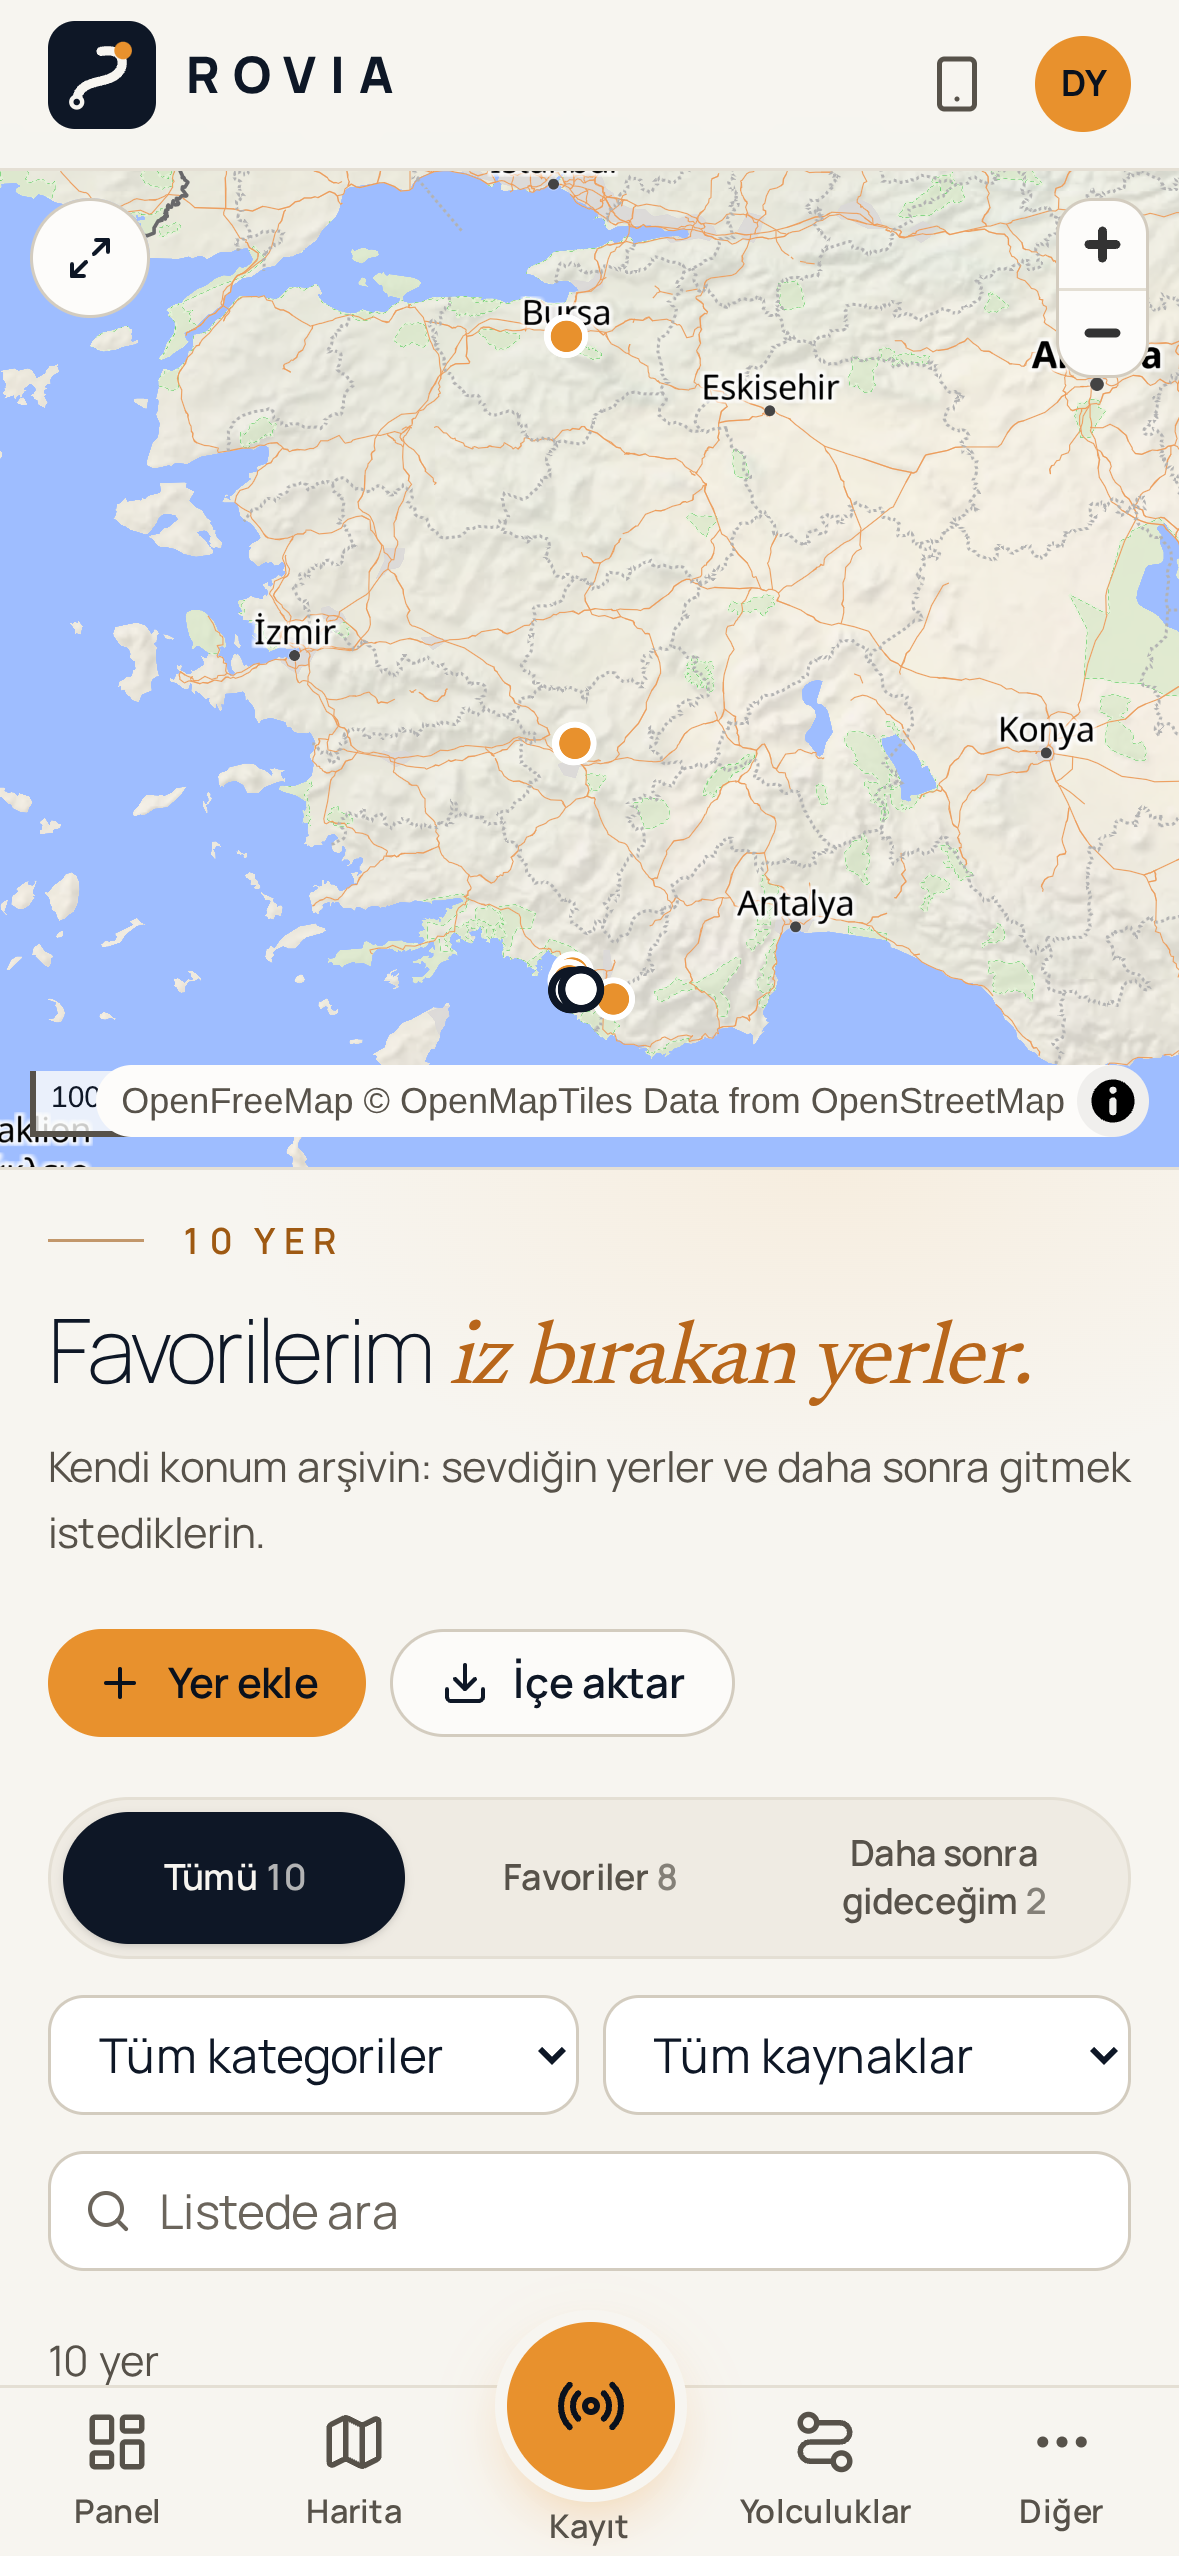 ROVIA
DY
Bursa
Eskisehir
İzmir
Konya
Antalya
100
OpenFreeMap © OpenMapTiles Data from OpenStreetMap
10 YER
Favorilerim iz bırakan yerler.
Kendi konum arşivin: sevdiğin yerler ve daha sonra gitmek
istediklerin.
Yer ekle
İçe aktar
Tümü 10
Favoriler 8
Daha sonra
gideceğim 2
Tüm kategoriler
Tüm kaynaklar
Listede ara
10 yer
Panel
Harita
Kayıt
Yolculuklar
Diğer